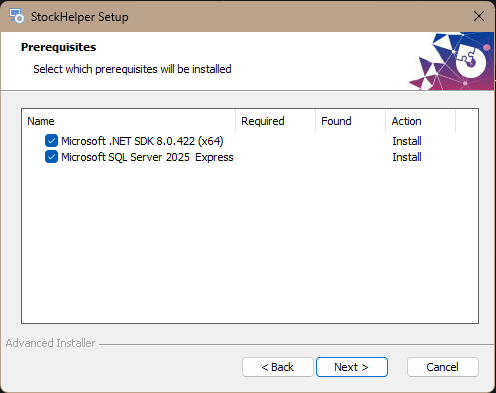 StockHelper Setup
Prerequisites
Select which prerequisites will be installed
Name Required Found Action
Microsoft .NET SDK 8.0.422 (x64) Install
Microsoft SQL Server 2025 Express Install
Advanced Installer
< Back Next > Cancel